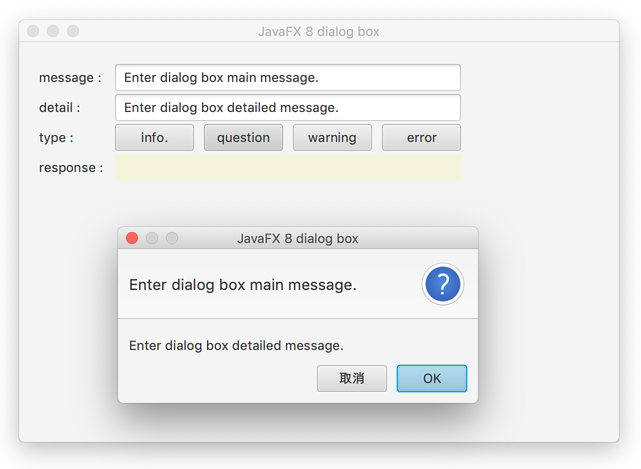 JavaFX 8 dialog box
message : Enter dialog box main message.
detail : Enter dialog box detailed message.
type : info. question warning error
response :
JavaFX 8 dialog box
Enter dialog box main message.
?
Enter dialog box detailed message.
取消 OK